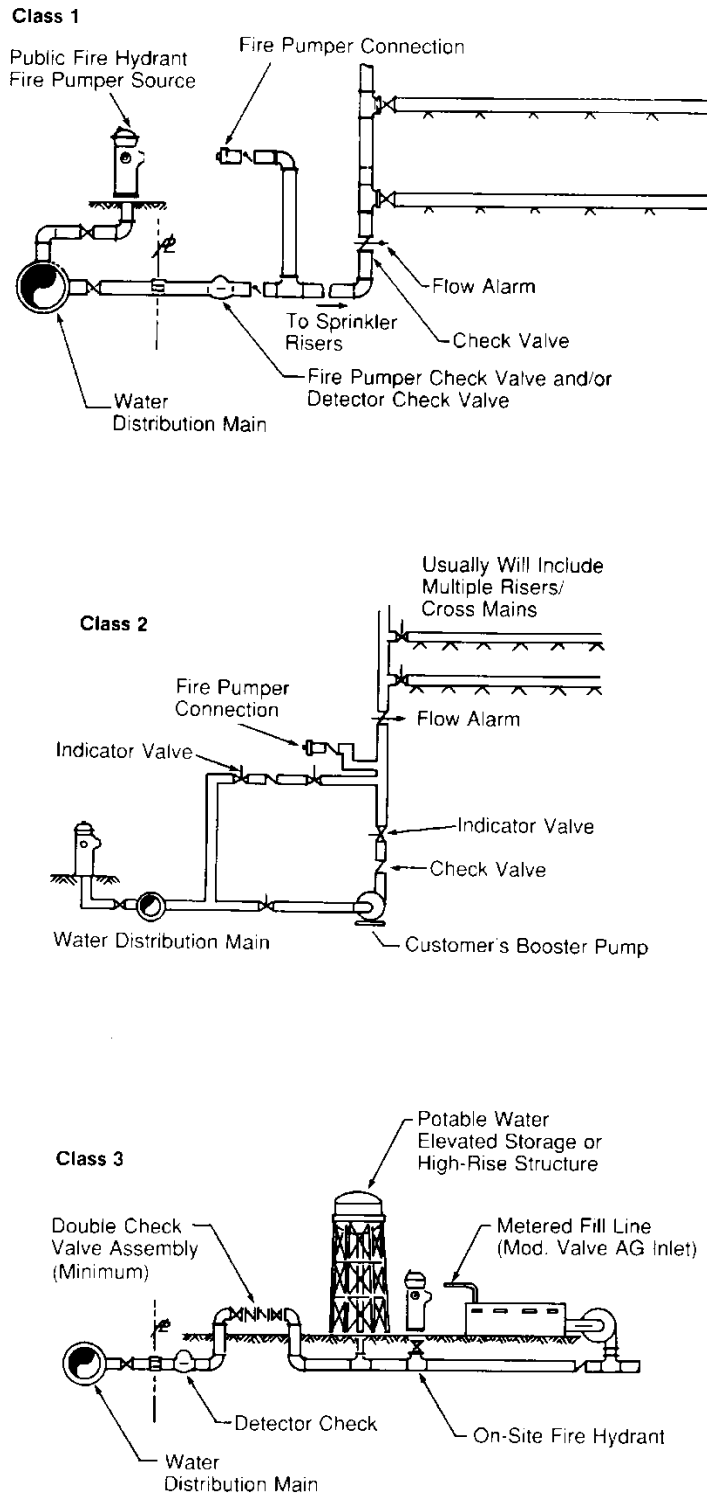 Class 1
Public Fire Hydrant
Fire Pumper Source
Fire Pumper Connection
Flow Alarm
To Sprinkler
Risers
Check Valve
Fire Pumper Check Valve and/or
Detector Check Valve
Water
Distribution Main
Usually Will Include
Multiple Risers/
Cross Mains
Class 2
Fire Pumper
Connection
Flow Alarm
Indicator Valve
Indicator Valve
Check Valve
Water Distribution Main
Customer's Booster Pump
Potable Water
Elevated Storage or
High-Rise Structure
Class 3
Double Check
Valve Assembly
(Minimum)
Metered Fill Line
(Mod. Valve AG Inlet)
Detector Check
On-Site Fire Hydrant
Water
Distribution Main